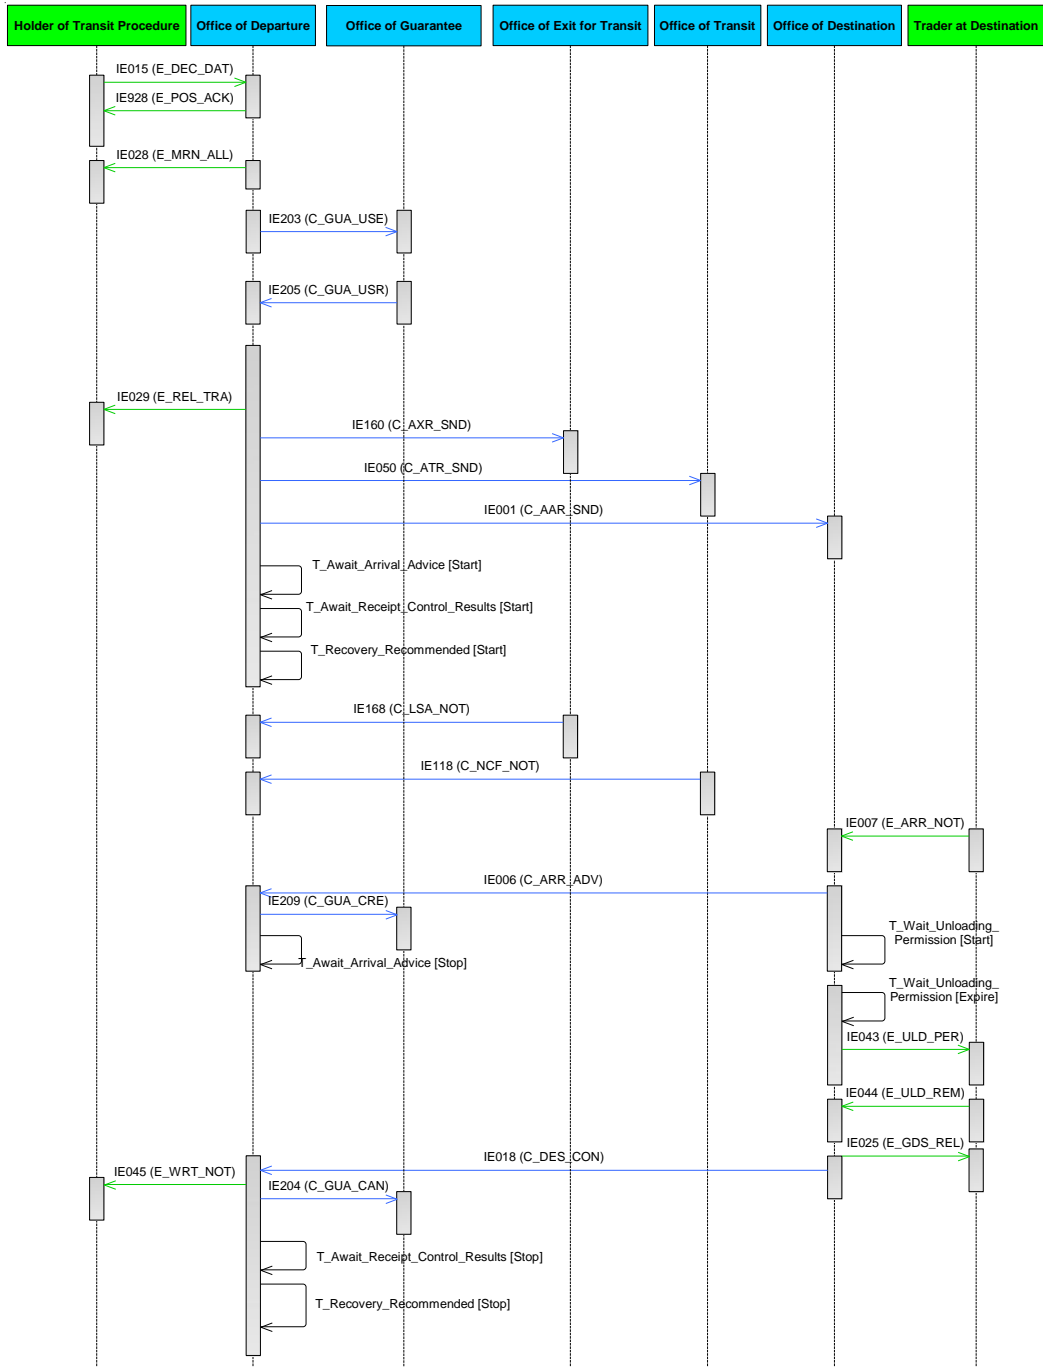 Holder of Transit Procedure
Office of Departure
Office of Guarantee
Office of Exit for Transit
Office of Transit
Office of Destination
Trader at Destination
IE015 (E_DEC_DAT)
IE928 (E_POS_ACK)
IE028 (E_MRN_ALL)
IE203 (C_GUA_USE)
IE205 (C_GUA_USR)
IE029 (E_REL_TRA)
IE160 (C_AXR_SND)
IE050 (C_ATR_SND)
IE001 (C_AAR_SND)
T_Await_Arrival_Advice [Start]
T_Await_Receipt_Control_Results [Start]
T_Recovery_Recommended [Start]
IE168 (C_LSA_NOT)
IE118 (C_NCF_NOT)
IE007 (E_ARR_NOT)
IE006 (C_ARR_ADV)
IE209 (C_GUA_CRE)
T_Wait_Unloading_
Permission [Start]
T_Await_Arrival_Advice [Stop]
T_Wait_Unloading_
Permission [Expire]
IE043 (E_ULD_PER)
IE044 (E_ULD_REM)
IE025 (E_GDS_REL)
IE018 (C_DES_CON)
IE045 (E_WRT_NOT)
IE204 (C_GUA_CAN)
T_Await_Receipt_Control_Results [Stop]
T_Recovery_Recommended [Stop]